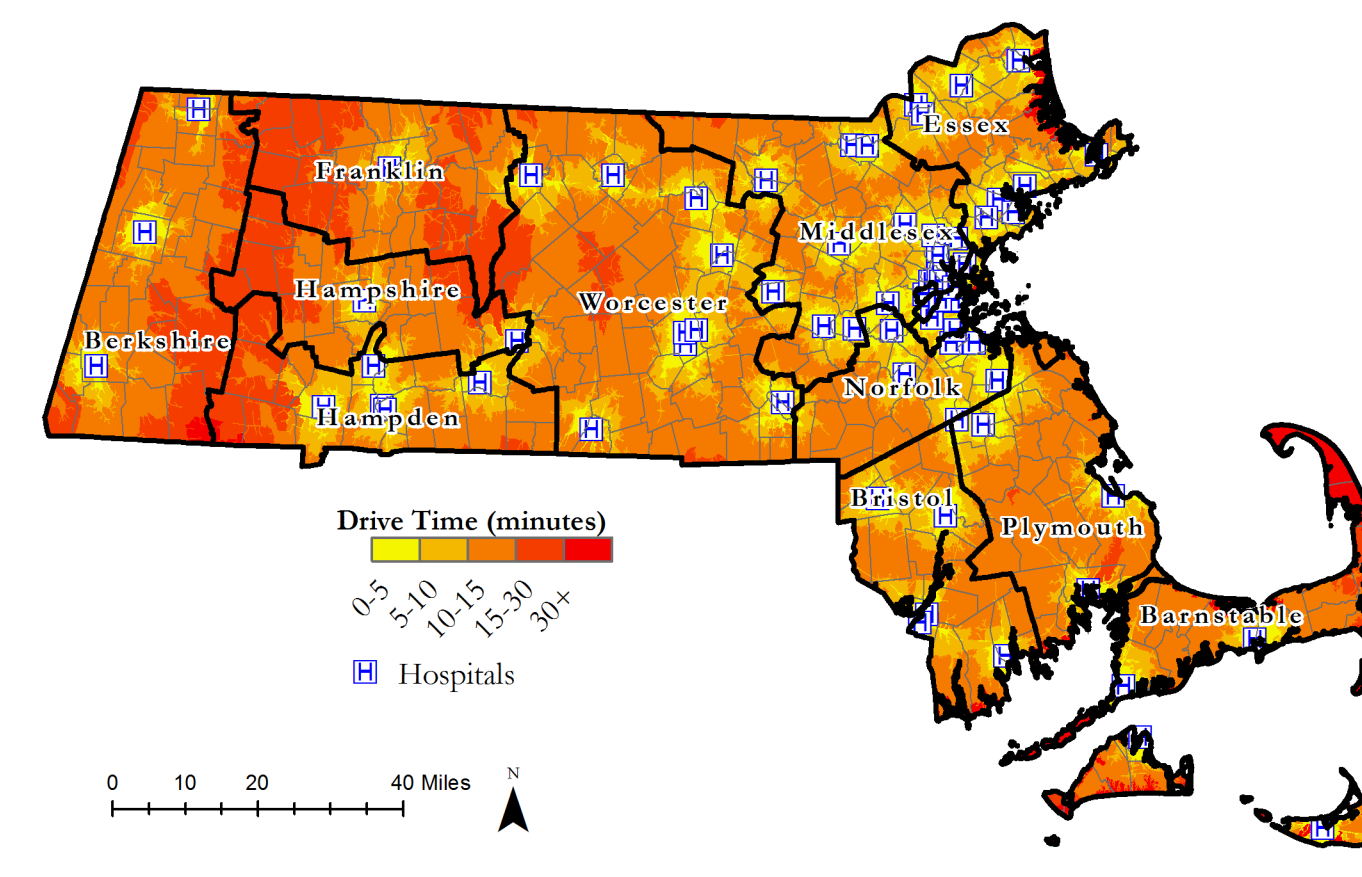 Essex
Franklin
Middlesex
Hampshire
Worcester
Berkshire
Norfolk
Hampden
Bristol
Plymouth
Barnstable
Drive Time (minutes)
0-5 5-10 10-15 15-30 30+
H Hospitals
0 10 20 40 Miles
N